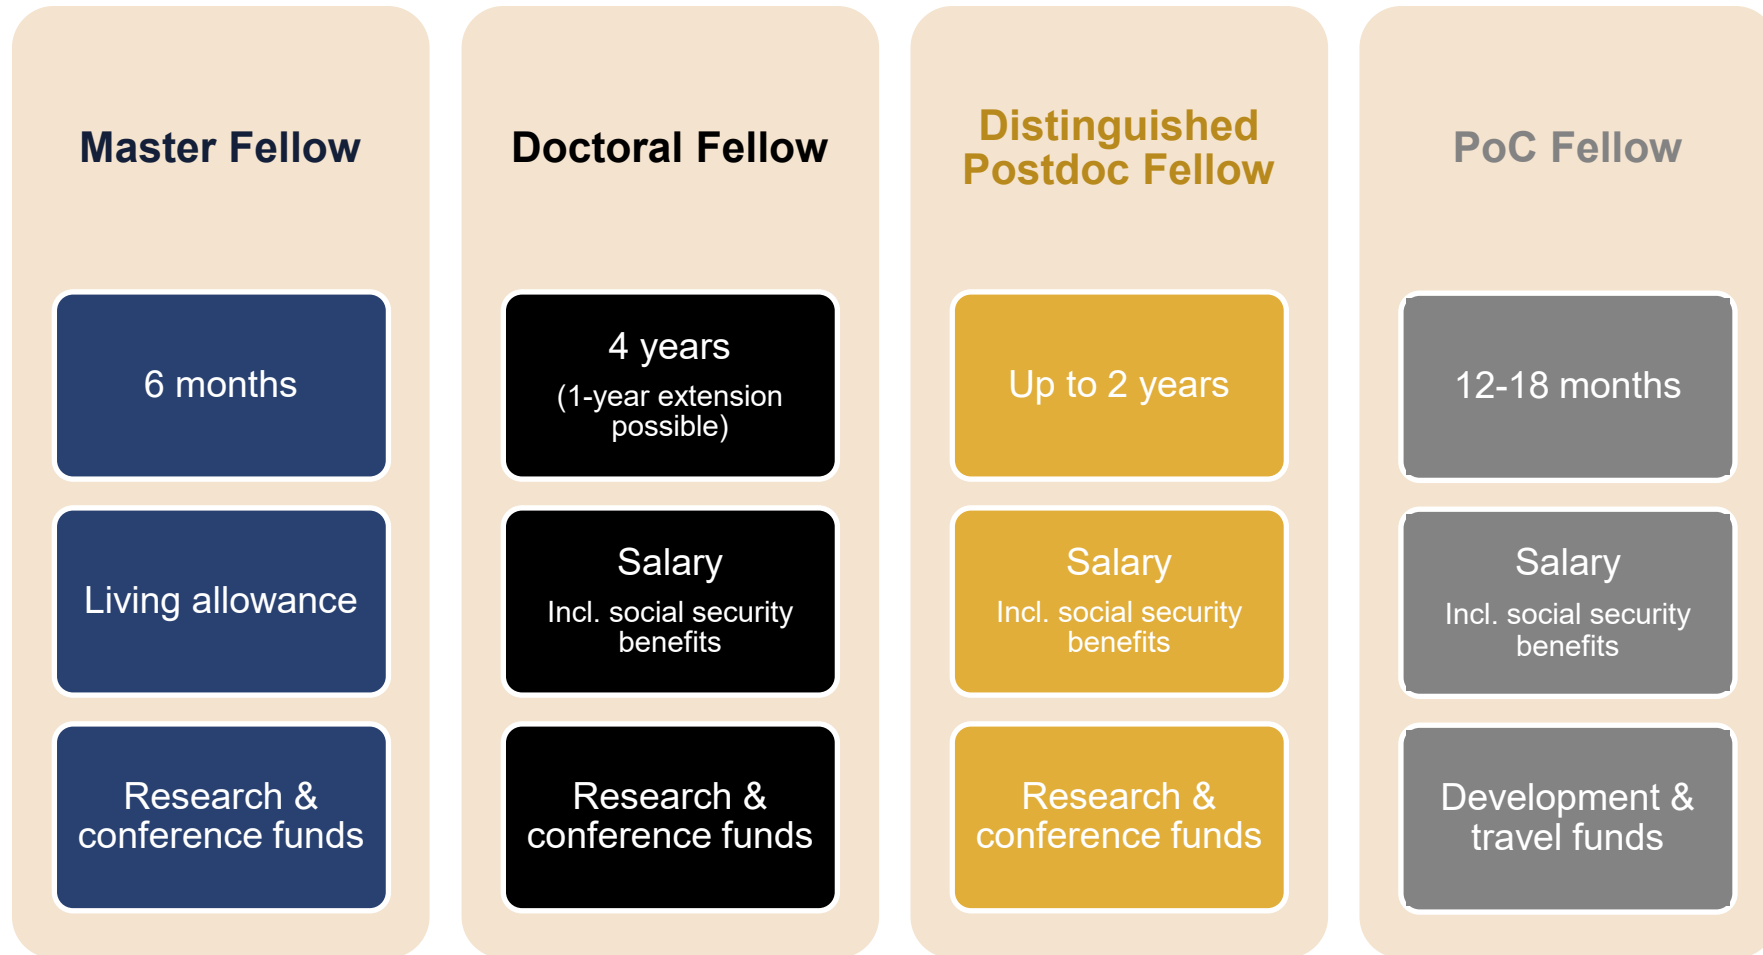 Master Fellow
6 months
Living allowance
Research &
conference funds
Doctoral Fellow
4 years
(1-year extension
possible)
Salary
Incl. social security
benefits
Research &
conference funds
Distinguished
Postdoc Fellow
Up to 2 years
Salary
Incl. social security
benefits
Research &
conference funds
PoC Fellow
12-18 months
Salary
Incl. social security
benefits
Development &
travel funds